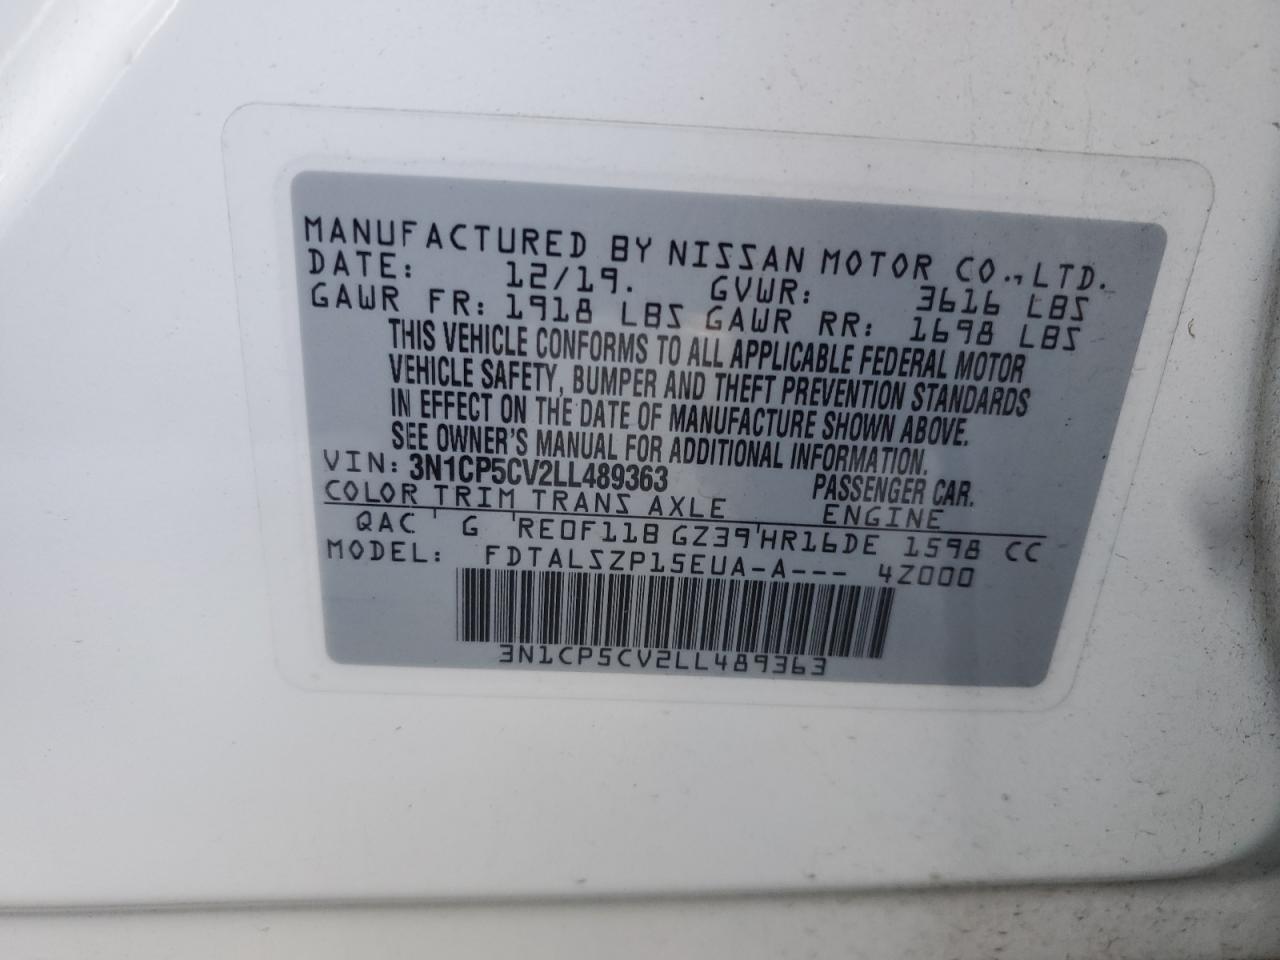 MANUFACTURED BY NISSAN MOTOR CO., LTD.
DATE: 12/19. GVWR: 3616 LBS
GAWR FR: 1918 LBS GAWR RR: 1698 LBS
THIS VEHICLE CONFORMS TO ALL APPLICABLE FEDERAL MOTOR
VEHICLE SAFETY, BUMPER AND THEFT PREVENTION STANDARDS
IN EFFECT ON THE DATE OF MANUFACTURE SHOWN ABOVE.
SEE OWNER'S MANUAL FOR ADDITIONAL INFORMATION.
VIN: 3N1CP5CV2LL489363 PASSENGER CAR.
COLOR TRIM TRANS AXLE ENGINE
QAC G RE0F11B GZ39 HR16DE 1598 CC
MODEL: FDTALSZP15EUA-A--- 4Z000
3N1CP5CV2LL489363